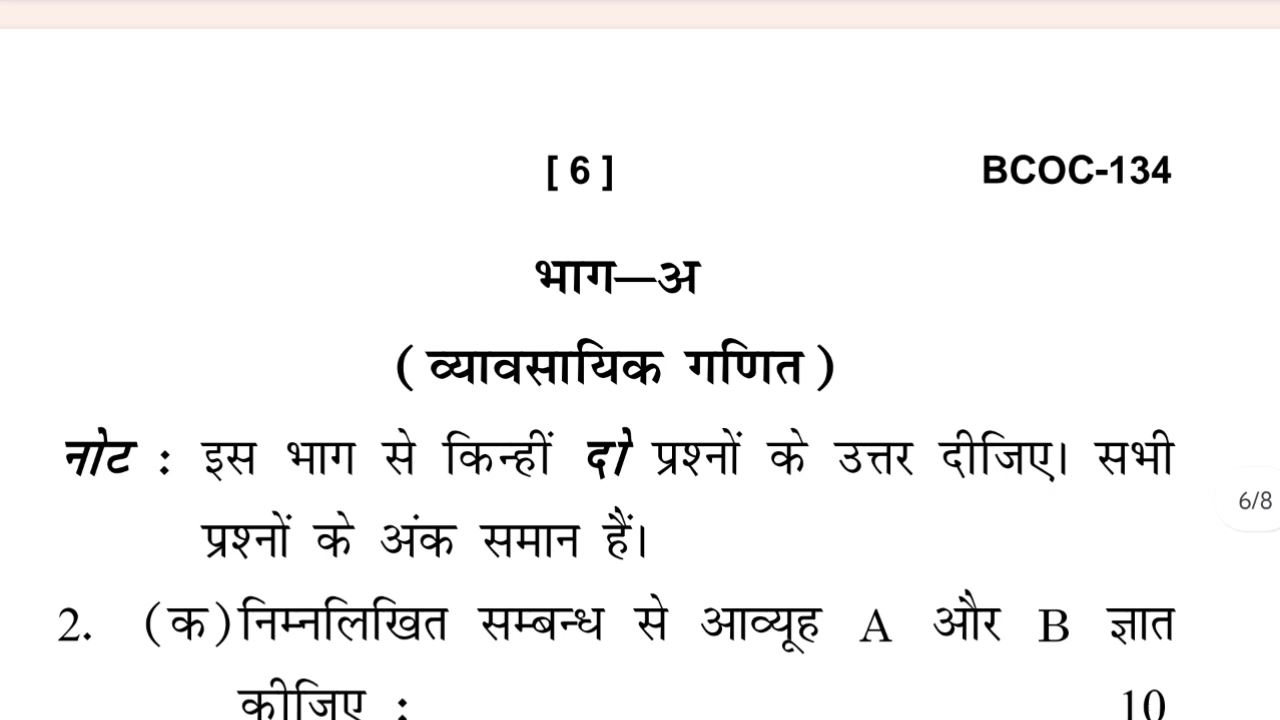 [ 6 ] BCOC-134
भाग—अ
( व्यावसायिक गणित )
नोट : इस भाग से किन्हीं दो प्रश्नों के उत्तर दीजिए। सभी
प्रश्नों के अंक समान हैं।
6/8
2. (क) निम्नलिखित सम्बन्ध से आव्यूह A और B ज्ञात
कीजिए : 10